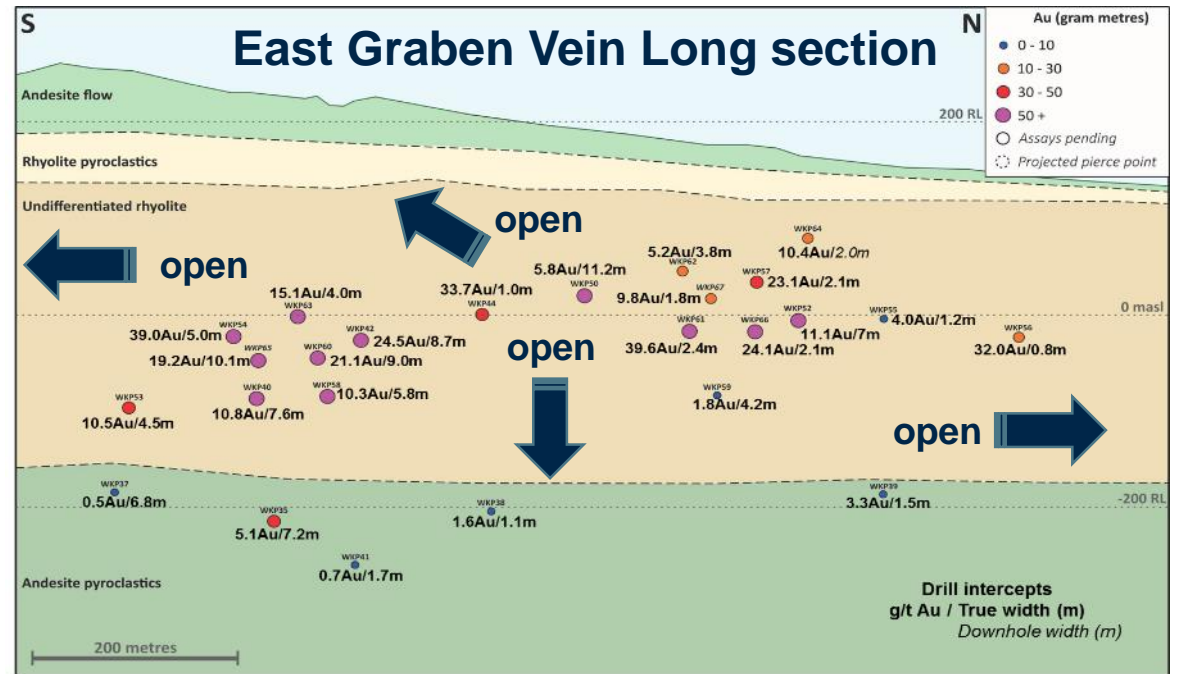 S
East Graben Vein Long section
N
Au (gram metres)
0 - 10
10 - 30
30 - 50
50 +
Assays pending
Projected pierce point
Andesite flow
200 RL
Rhyolite pyroclastics
Undifferentiated rhyolite
open
open
WKP64
10.4Au/2.0m
5.2Au/3.8m
WKP62
5.8Au/11.2m
WKP50
WKP57
23.1Au/2.1m
15.1Au/4.0m
WKP63
33.7Au/1.0m
WKP44
9.8Au/1.8m
WKP67
0 masl
WKP54
39.0Au/5.0m
WKP42
24.5Au/8.7m
WKP61
39.6Au/2.4m
WKP66
24.1Au/2.1m
WKP52
11.1Au/7m
WKP55
4.0Au/1.2m
WKP56
32.0Au/0.8m
WKP65
19.2Au/10.1m
WKP60
21.1Au/9.0m
open
WKP53
10.5Au/4.5m
WKP40
10.8Au/7.6m
WKP58
10.3Au/5.8m
WKP59
1.8Au/4.2m
open
WKP37
0.5Au/6.8m
WKP35
5.1Au/7.2m
WKP38
1.6Au/1.1m
WKP39
3.3Au/1.5m
-200 RL
WKP41
0.7Au/1.7m
Andesite pyroclastics
Drill intercepts
g/t Au / True width (m)
Downhole width (m)
200 metres